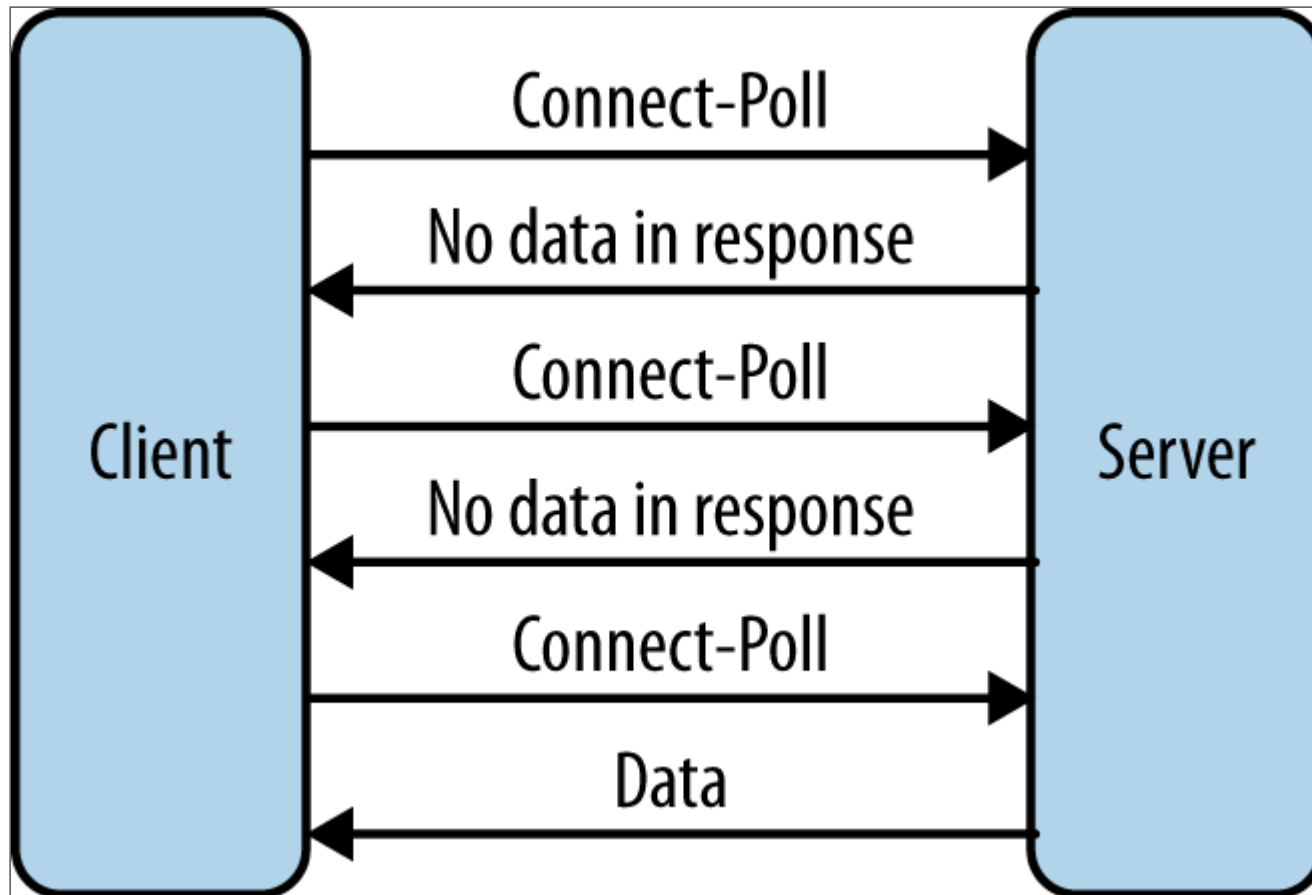 Connect-Poll
No data in response
Connect-Poll
Client
Server
No data in response
Connect-Poll
Data